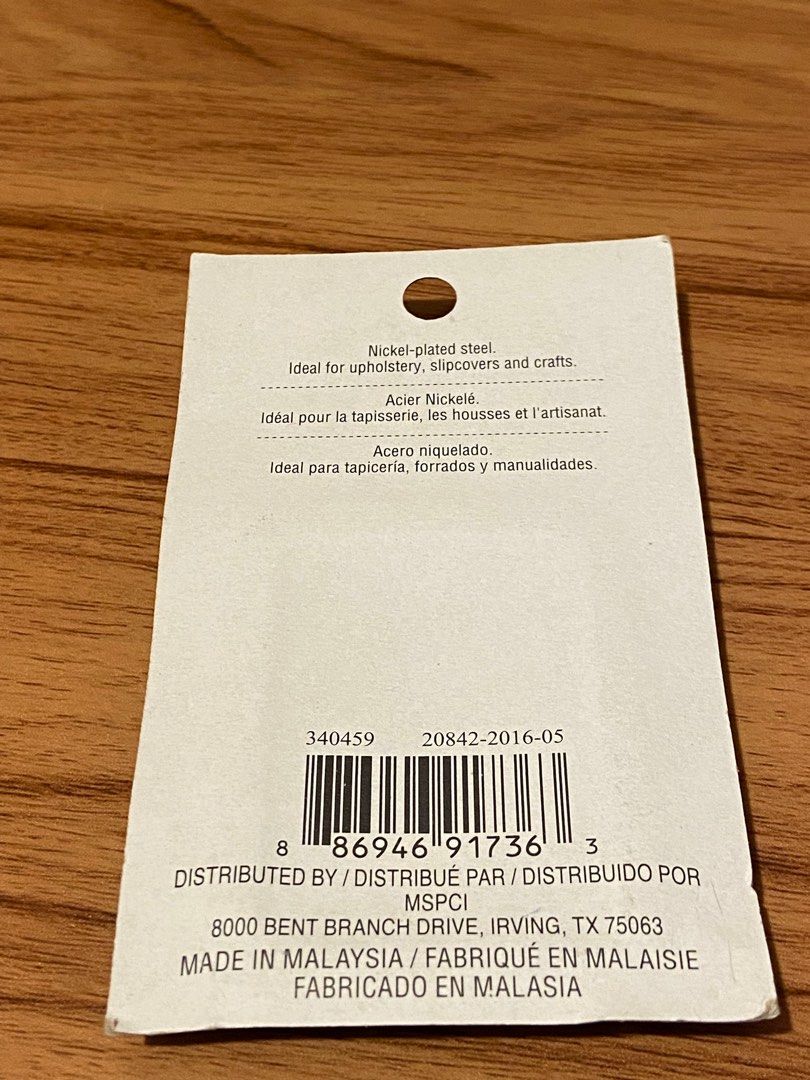 Nickel-plated steel.
Ideal for upholstery, slipcovers and crafts.
Acier Nickelé.
Idéal pour la tapisserie, les housses et l'artisanat.
Acero niquelado.
Ideal para tapicería, forrados y manualidades.
340459 20842-2016-05
8 86946 91736 3
DISTRIBUTED BY / DISTRIBUÉ PAR / DISTRIBUIDO POR
MSPCI
8000 BENT BRANCH DRIVE, IRVING, TX 75063
MADE IN MALAYSIA / FABRIQUÉ EN MALAISIE
FABRICADO EN MALASIA